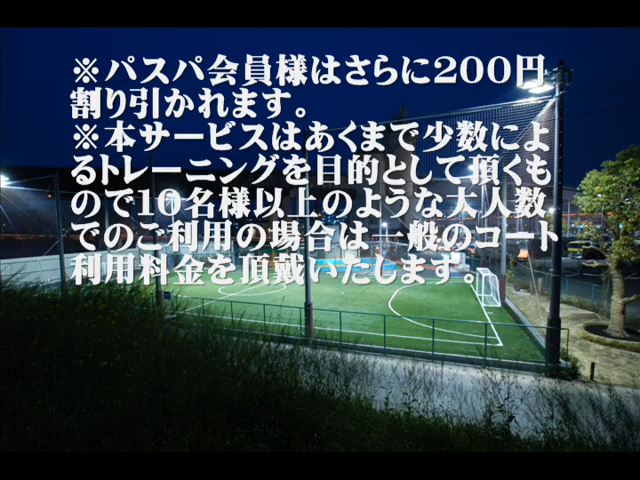 ※パスパ会員様はさらに200円
割り引かれます。
※本サービスはあくまで少数によ
るトレーニングを目的として頂くも
ので10名様以上のような大人数
でのご利用の場合は一般のコート
利用料金を頂戴いたします。